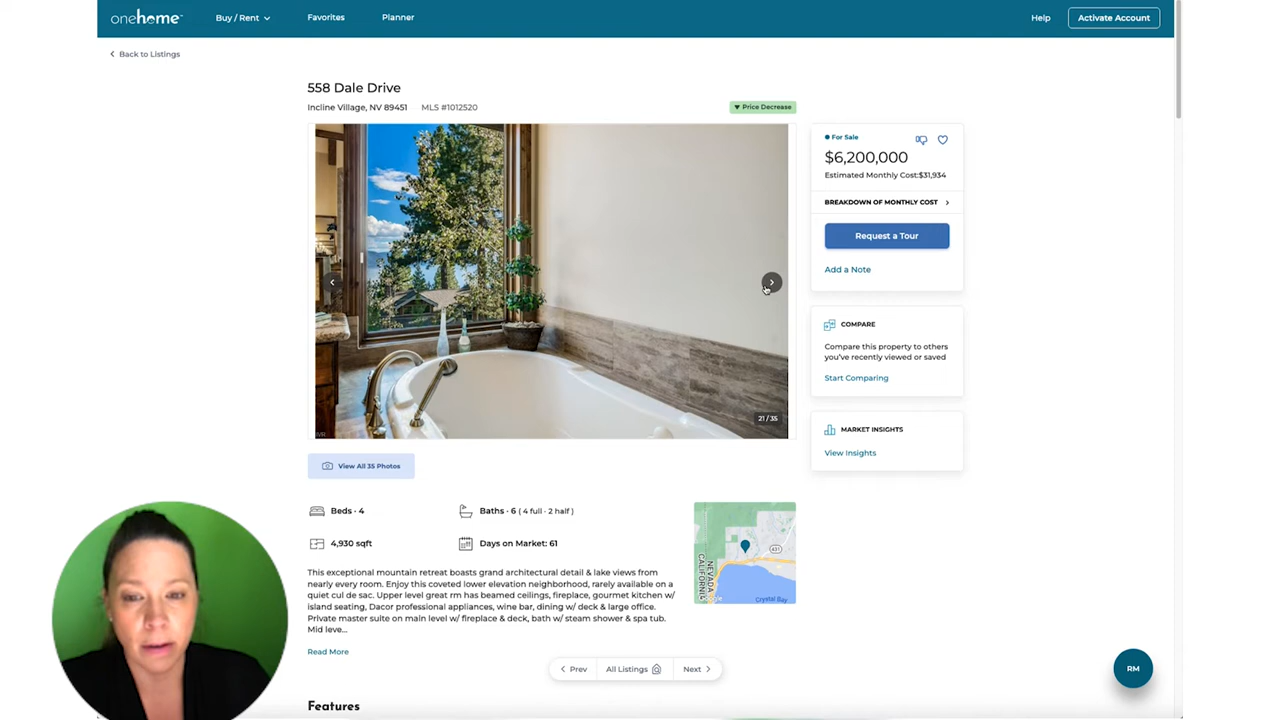 onehome
Buy / Rent
Favorites
Planner
Help
Activate Account
Back to Listings
558 Dale Drive
Incline Village, NV 89451
MLS #1012520
Price Decrease
For Sale
$6,200,000
Estimated Monthly Cost:$31,934
BREAKDOWN OF MONTHLY COST
Request a Tour
Add a Note
COMPARE
Compare this property to others
you've recently viewed or saved
Start Comparing
MARKET INSIGHTS
View Insights
21 / 35
View All 35 Photos
Beds · 4
Baths · 6 ( 4 full · 2 half )
4,930 sqft
Days on Market: 61
431
NEVADA
CALIFORNIA
Crystal Bay
This exceptional mountain retreat boasts grand architectural detail & lake views from
nearly every room. Enjoy this coveted lower elevation neighborhood, rarely available on a
quiet cul de sac. Upper level great rm has beamed ceilings, fireplace, gourmet kitchen w/
island seating, Dacor professional appliances, wine bar, dining w/ deck & large office.
Private master suite on main level w/ fireplace & deck, bath w/ steam shower & spa tub.
Mid leve...
Read More
Prev
All Listings
Next
RM
Features